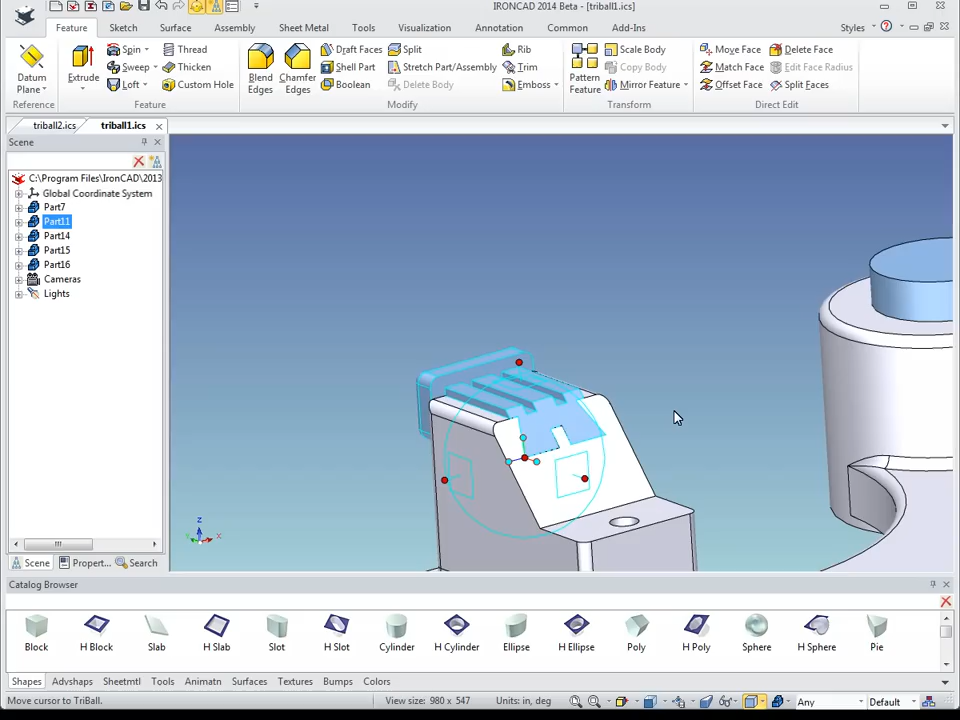 IRONCAD 2014 Beta - [triball1.ics]
Feature Sketch Surface Assembly Sheet Metal Tools Visualization Annotation Common Add-Ins Styles
Datum Plane Extrude Spin Sweep Loft Thread Thicken Custom Hole
Blend Edges Chamfer Edges Draft Faces Shell Part Boolean Split Stretch Part/Assembly Delete Body Rib Trim Emboss
Pattern Feature Scale Body Copy Body Mirror Feature Move Face Match Face Offset Face Delete Face Edit Face Radius Split Faces
Reference Feature Modify Transform Direct Edit
triball2.ics triball1.ics
Scene
C:\Program Files\IronCAD\2013
Global Coordinate System
Part7
Part11
Part14
Part15
Part16
Cameras
Lights
Z
X
Scene Propert... Search
Catalog Browser
Block H Block Slab H Slab Slot H Slot Cylinder H Cylinder Ellipse H Ellipse Poly H Poly Sphere H Sphere Pie
Shapes Advshaps Sheetmtl Tools Animatn Surfaces Textures Bumps Colors
Move cursor to TriBall. View size: 980 x 547 Units: in, deg Any Default